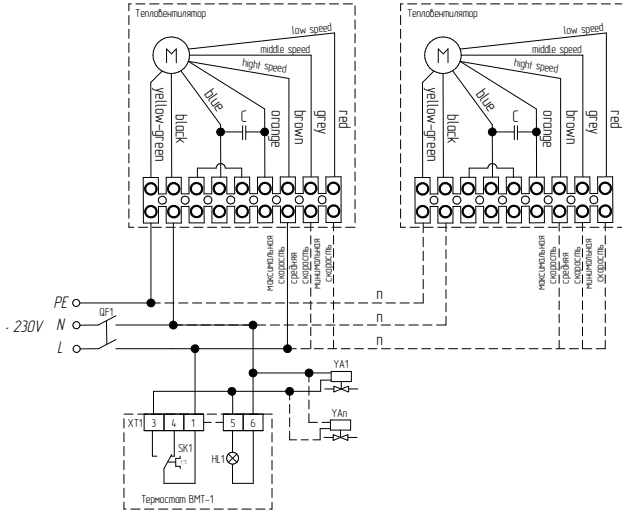 Тепловентилятор
Тепловентилятор
M
low speed
middle speed
hight speed
yellow-green
black
blue
C
orange
brown
grey
red
M
low speed
middle speed
hight speed
yellow-green
black
blue
C
orange
brown
grey
red
максимальная
скорость
средняя
скорость
минимальная
скорость
максимальная
скорость
средняя
скорость
минимальная
скорость
PE
n
QF1
~ 230V
N
n
L
n
YA1
YAn
XT1
3
4
1
5
6
SK1
t°
HL1
Термостат ВМТ-1